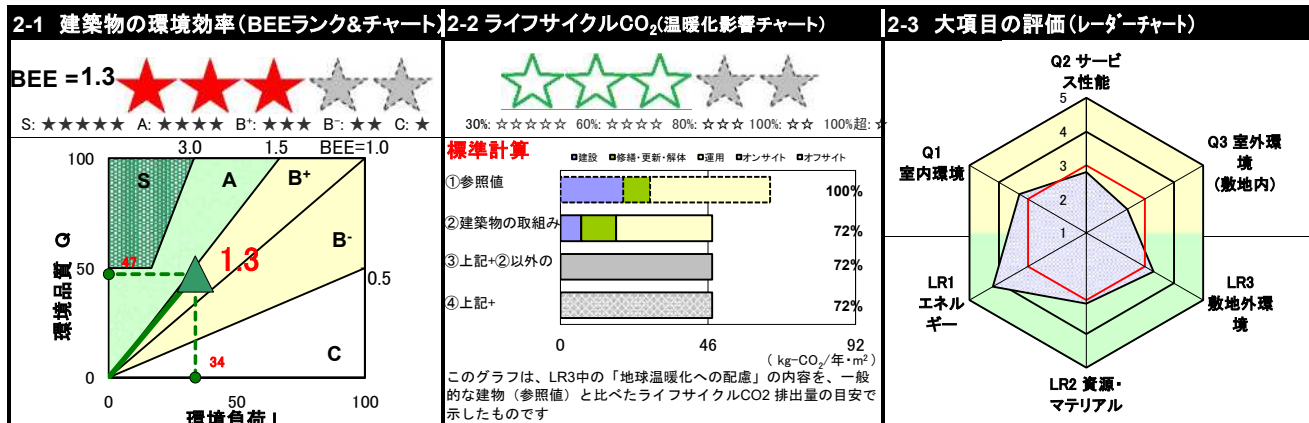 2-1 建築物の環境効率(BEEランク&チャート)
BEE = 1.3
S: ★★★★★ A: ★★★★ B⁺: ★★★ B⁻: ★★ C: ★
3.0 1.5 BEE=1.0
100
S A B⁺
B⁻
環境品質 Q
50
47
1.3
0.5
34
C
0
0 50 100
環境負荷 L
2-2 ライフサイクルCO₂(温暖化影響チャート)
30%: ☆☆☆☆☆ 60%: ☆☆☆☆ 80%: ☆☆☆ 100%: ☆☆ 100%超: ☆
標準計算
■建設 ■修繕・更新・解体 □運用 ■オンサイト ■オフサイト
①参照値 100%
②建築物の取組み 72%
③上記+②以外の 72%
④上記+ 72%
0 46 92
( kg-CO₂/年・m²)
このグラフは、LR3中の「地球温暖化への配慮」の内容を、一般
的な建物(参照値)と比べたライフサイクルCO2 排出量の目安で
示したものです
2-3 大項目の評価(レーダーチャート)
Q2 サービ
ス性能
5
4
3
2
1
Q1
室内環境
Q3 室外環
境
(敷地内)
LR1
エネル
ギー
LR3
敷地外環
境
LR2 資源・
マテリアル